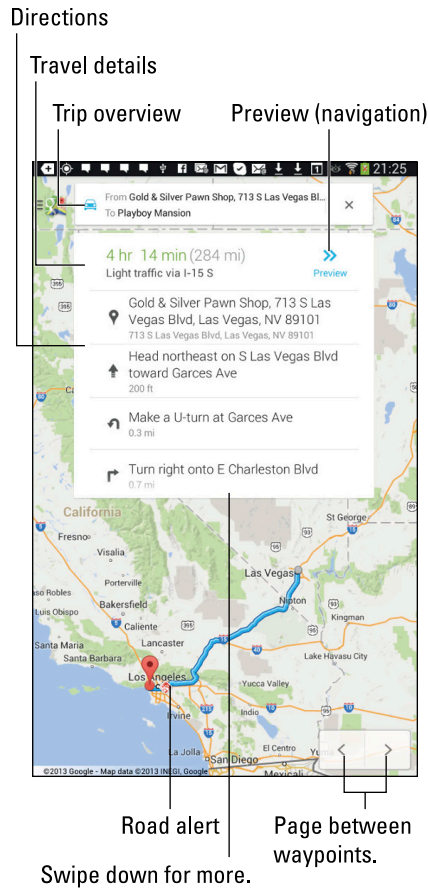 Directions
Travel details
Trip overview
Preview (navigation)
21:25
From Gold & Silver Pawn Shop, 713 S Las Vegas Bl...
To Playboy Mansion
4 hr 14 min (284 mi)
Light traffic via I-15 S
Preview
Gold & Silver Pawn Shop, 713 S Las
Vegas Blvd, Las Vegas, NV 89101
713 S Las Vegas Blvd, Las Vegas, NV 89101
Head northeast on S Las Vegas Blvd
toward Garces Ave
200 ft
Make a U-turn at Garces Ave
0.3 mi
Turn right onto E Charleston Blvd
0.7 mi
California
St George
Fresno
Visalia
Porterville
Las Vegas
Bakersfield
Nipton
Kingman
Luis Obispo
Caliente
Santa Maria
Lancaster
Santa Barbara
Lake Havasu City
Los Angeles
Yucca Valley
Irvine
Indio
La Jolla
El Centro
San Diego
Mexicali
©2013 Google - Map data ©2013 INEGI, Google
Road alert
Page between
waypoints.
Swipe down for more.